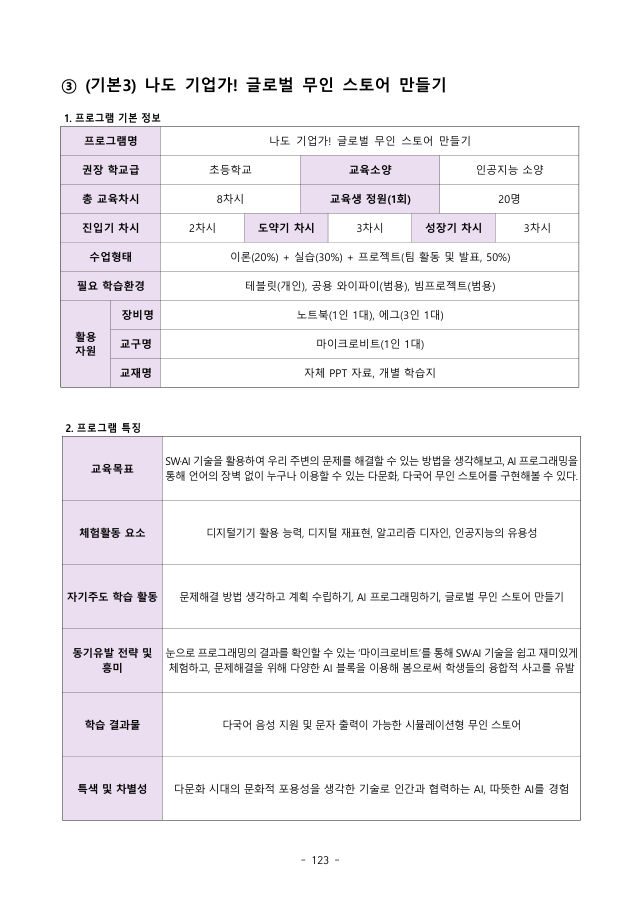 ③ (기본3) 나도 기업가! 글로벌 무인 스토어 만들기
1. 프로그램 기본 정보
프로그램명 나도 기업가! 글로벌 무인 스토어 만들기
권장 학교급 초등학교 교육소양 인공지능 소양
총 교육차시 8차시 교육생 정원(1회) 20명
진입기 차시 2차시 도약기 차시 3차시 성장기 차시 3차시
수업형태 이론(20%) + 실습(30%) + 프로젝트(팀 활동 및 발표, 50%)
필요 학습환경 테블릿(개인), 공용 와이파이(범용), 빔프로젝트(범용)
활용
자원
장비명 노트북(1인 1대), 에그(3인 1대)
교구명 마이크로비트(1인 1대)
교재명 자체 PPT 자료, 개별 학습지
2. 프로그램 특징
교육목표
SW·AI 기술을 활용하여 우리 주변의 문제를 해결할 수 있는 방법을 생각해보고, AI 프로그래밍을
통해 언어의 장벽 없이 누구나 이용할 수 있는 다문화, 다국어 무인 스토어를 구현해볼 수 있다.
체험활동 요소 디지털기기 활용 능력, 디지털 재표현, 알고리즘 디자인, 인공지능의 유용성
자기주도 학습 활동 문제해결 방법 생각하고 계획 수립하기, AI 프로그래밍하기, 글로벌 무인 스토어 만들기
동기유발 전략 및
흥미
눈으로 프로그래밍의 결과를 확인할 수 있는 '마이크로비트'를 통해 SW·AI 기술을 쉽고 재미있게
체험하고, 문제해결을 위해 다양한 AI 블록을 이용해 봄으로써 학생들의 융합적 사고를 유발
학습 결과물 다국어 음성 지원 및 문자 출력이 가능한 시뮬레이션형 무인 스토어
특색 및 차별성 다문화 시대의 문화적 포용성을 생각한 기술로 인간과 협력하는 AI, 따뜻한 AI를 경험
- 123 -